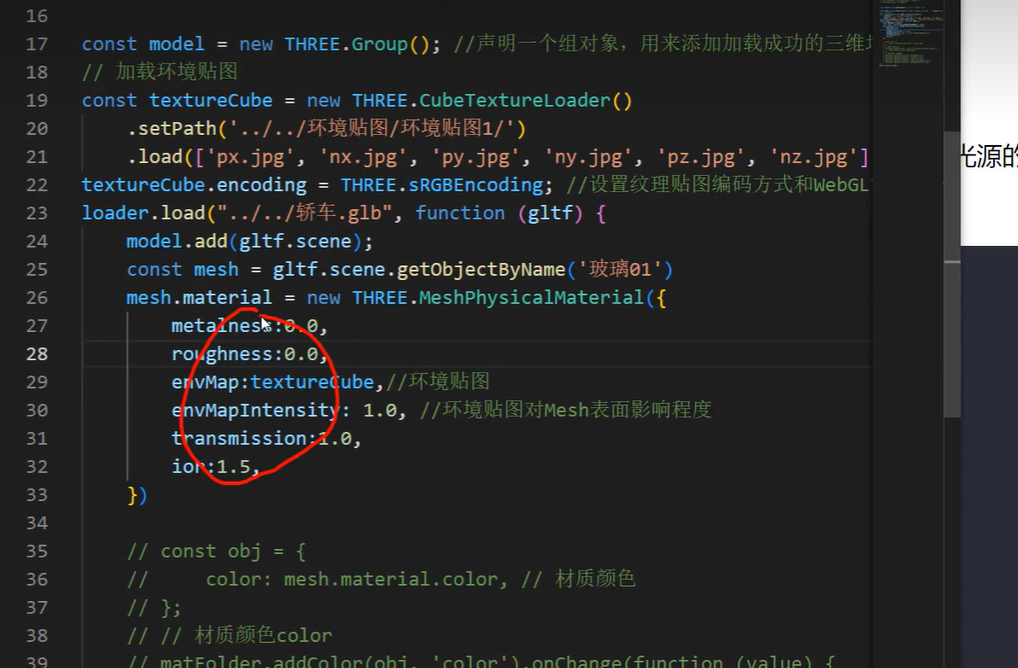 16
17 const model = new THREE.Group(); //声明一个组对象，用来添加加载成功的三维
18 // 加载环境贴图
19 const textureCube = new THREE.CubeTextureLoader()
20 .setPath('../../环境贴图/环境贴图1/')
21 .load(['px.jpg', 'nx.jpg', 'py.jpg', 'ny.jpg', 'pz.jpg', 'nz.jpg']
22 textureCube.encoding = THREE.sRGBEncoding; //设置纹理贴图编码方式和WebGL
23 loader.load("../../轿车.glb", function (gltf) {
24 model.add(gltf.scene);
25 const mesh = gltf.scene.getObjectByName('玻璃01')
26 mesh.material = new THREE.MeshPhysicalMaterial({
27 metalness:0.0,
28 roughness:0.0,
29 envMap:textureCube,//环境贴图
30 envMapIntensity: 1.0, //环境贴图对Mesh表面影响程度
31 transmission:1.0,
32 ior:1.5,
33 })
34
35 // const obj = {
36 // color: mesh.material.color, // 材质颜色
37 // };
38 // // 材质颜色color
39 // matFolder.addColor(obj, 'color').onChange(function (value) {
光源的